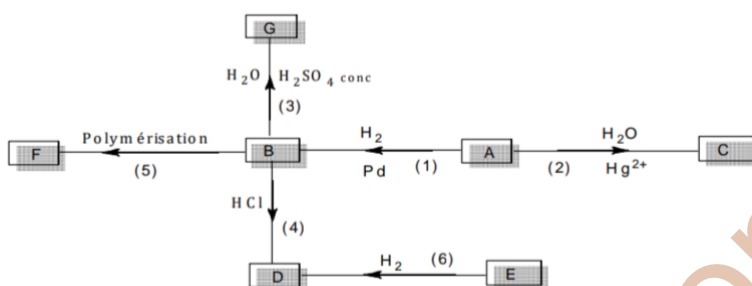 G
H₂O H₂SO₄ conc
(3)
Polymérisation
H₂
H₂O
F
B
A
C
(5)
Pd (1)
(2) Hg²⁺
HCl
(4)
H₂ (6)
D
E